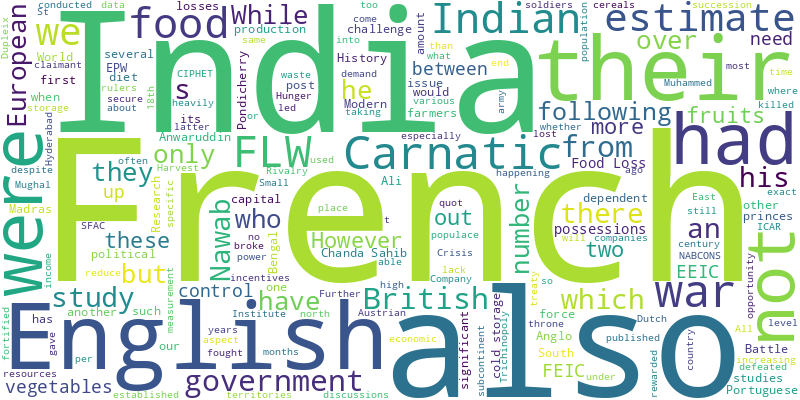 conducted data
St
losses
food
Indian
cereals soldiers too
succession
estimate
Dupleix
European
we
While
World
production
come challenge
same into
amount
over
population need
claimant several
rulers
CIPHET
History
demand
between
their
Muhammed most
first
EPW diet
waste post
than what
end
issue
would
army
time where
when storage
secure about
18th its or
Hunger
Pondicherry
Modern
led
he
various
farmers
following
killed
India
s
heavily
taking
whether
lost
fruits
had
were
Hyderabad
despite
Mughal
only
Anwaruddin
latter
FLW
Carnatic
especially
from
more
they
often
Harvest
Rivalry
used
Small
Food Loss
happening
his
Madras
up
Research
specific
Nawab
who
Ali
place
quot
out
number
ago
dependent
exact
East
still
there
other
princes
ICAR
not
SFAC
these
but
capital
no
broke
power
However
populace
Crisis
t
possessions
two
an
will companies
century
NABCONS
opportunity
political
Bengal
Chanda Sahib
able
lack
Company
EEIC
war
French
income
fortified
study
reduce
control
have
incentives
one
Further
high
British
significant
subcontinent
cold storage
Trichinopoly
treaty
which
so
force
throne
Dutch
All
level
has another such
our
measurement
Institute
north
Austrian
Anglo
published
rewarded
country
Battle
increasing
resources
gave
per
years
aspect
fought
months
economic
FEIC
South
under
defeated
studies
Portuguese
vegetables
established
government
territories
discussions
English
also